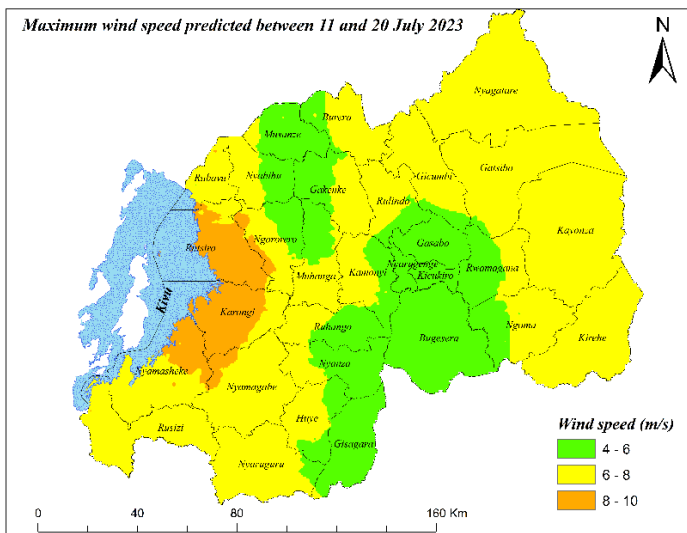 Maximum wind speed predicted between 11 and 20 July 2023
N
Nyagatare
Burera
Musanze
Gatsibo
Rubavu
Nyabihu
Gakenke
Gicumbi
Rulindo
Kayonza
Rutsiro
Ngororero
Gasabo
Nyarugenge
Rwamagana
Kicukiro
Muhanga
Kamonyi
Kivu
Karongi
Ruhango
Bugesera
Ngoma
Kirehe
Nyanza
Nyamasheke
Nyamagabe
Huye
Rusizi
Gisagara
Nyaruguru
Wind speed (m/s)
4 - 6
6 - 8
8 - 10
0 40 80 160 Km